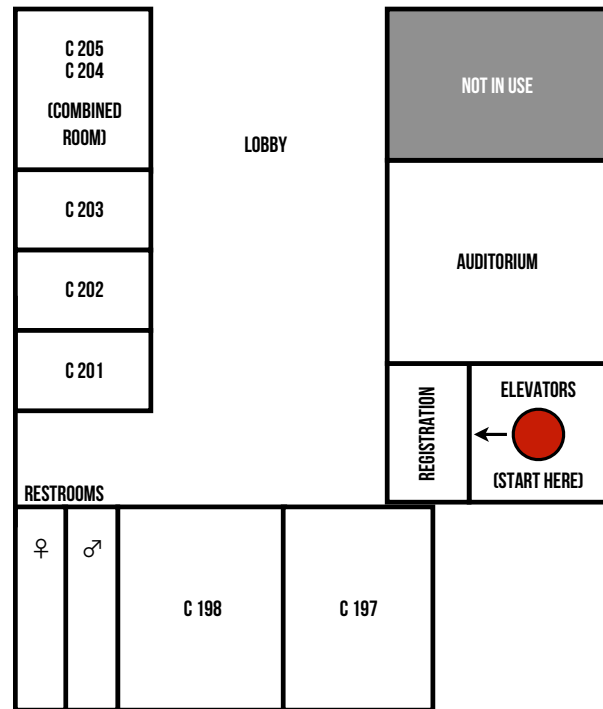 C 205
C 204
(COMBINED
ROOM)
NOT IN USE
LOBBY
C 203
AUDITORIUM
C 202
C 201
REGISTRATION
ELEVATORS
(START HERE)
RESTROOMS
♀ ♂
C 198
C 197